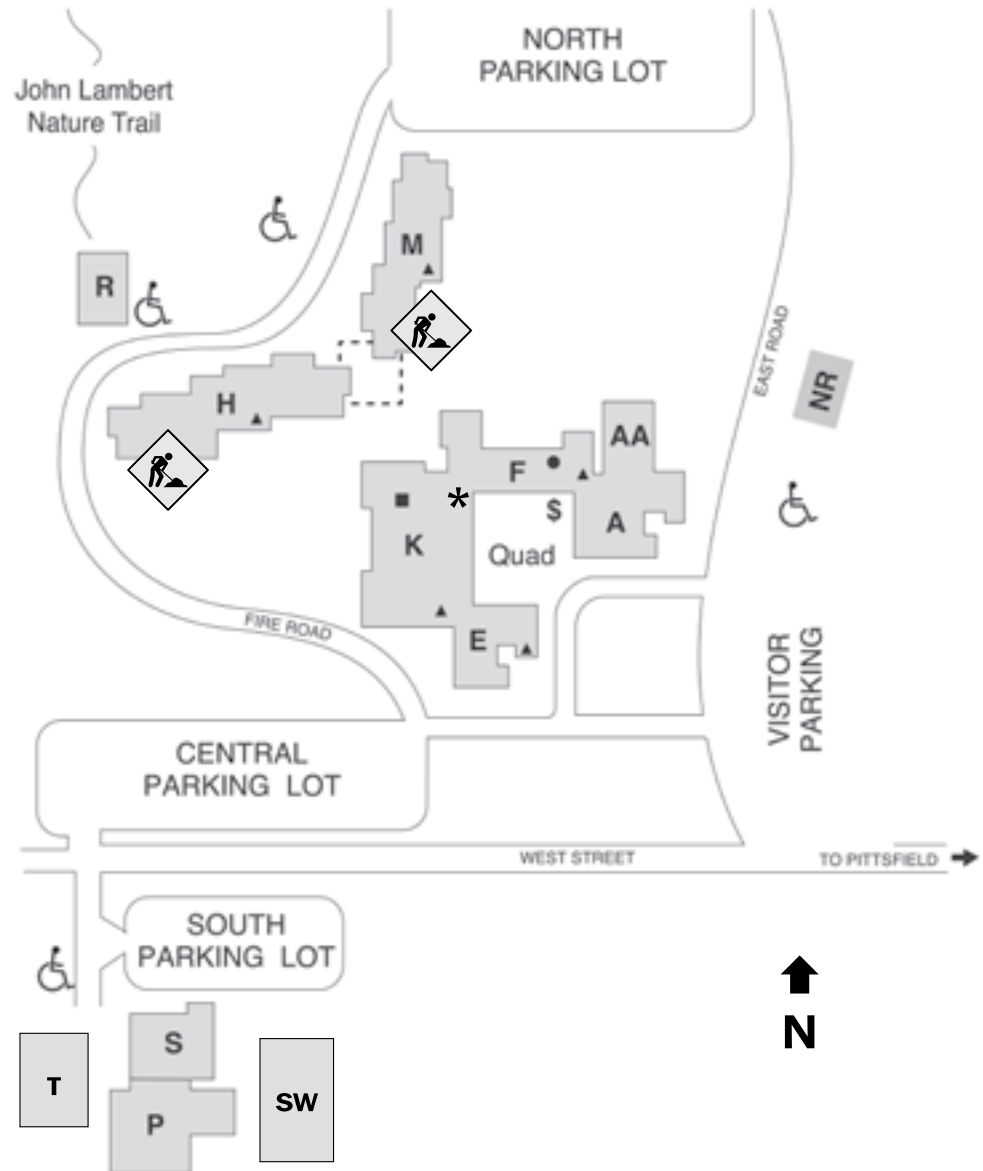 NORTH
PARKING LOT
John Lambert
Nature Trail
M
R
EAST ROAD
NR
H
AA
F
*
$
A
K
Quad
FIRE ROAD
E
VISITOR
PARKING
CENTRAL
PARKING LOT
WEST STREET
TO PITTSFIELD
SOUTH
PARKING LOT
N
S
T
SW
P